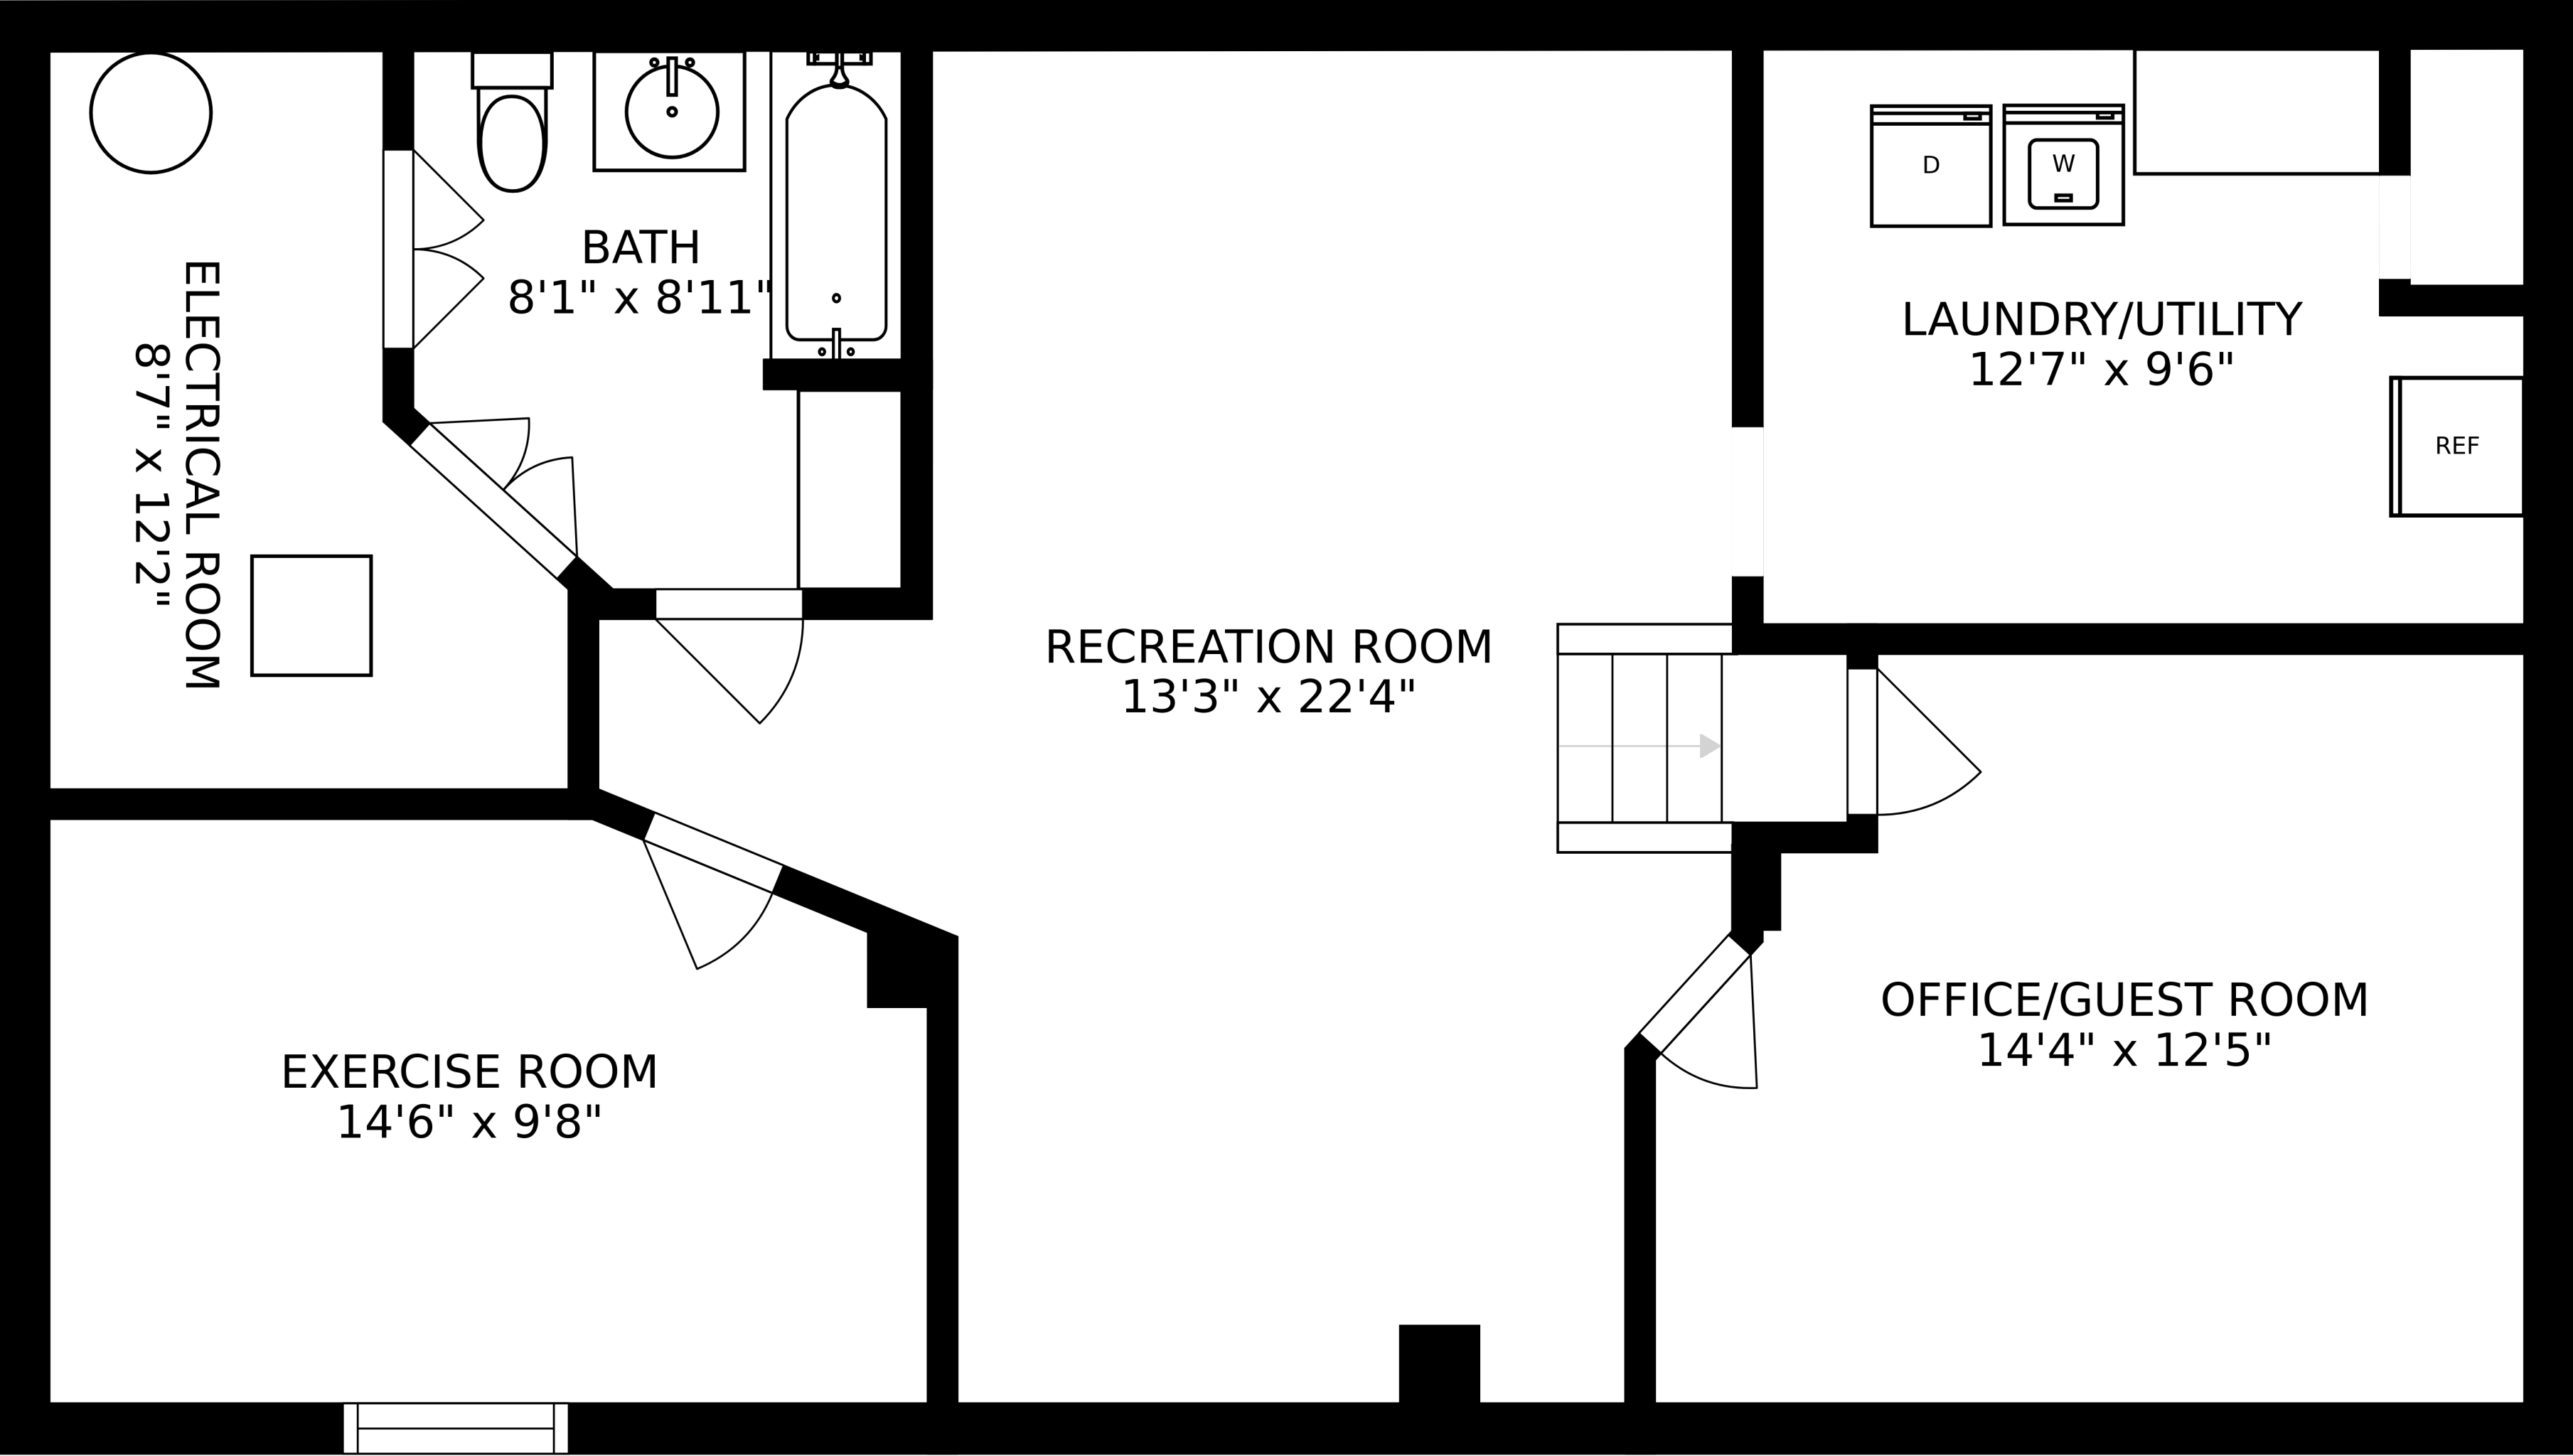 BATH
8'1" x 8'11"
ELECTRICAL ROOM
8'7" x 12'2"
D
W
LAUNDRY/UTILITY
12'7" x 9'6"
REF
RECREATION ROOM
13'3" x 22'4"
OFFICE/GUEST ROOM
14'4" x 12'5"
EXERCISE ROOM
14'6" x 9'8"